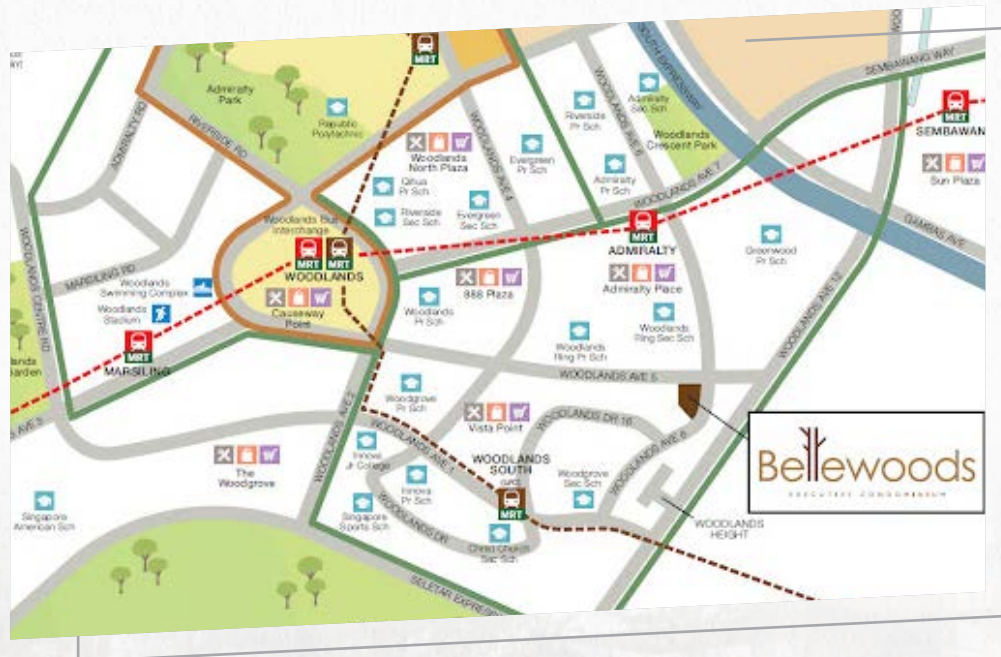 MRT
SEMBAWANG WAY
Admiralty
Park
Republic
Polytechnic
ADMIRALTY RD
RIVERSIDE RD
Woodlands
North Plaza
Qihua
Pr Sch
Riverside
Sec Sch
WOODLANDS AVE 4
Evergreen
Pr Sch
Evergreen
Sec Sch
Riverside
Pr Sch
WOODLANDS AVE 6
Admiralty
Sec Sch
Admiralty
Pr Sch
Woodlands
Crescent Park
WOODLANDS AVE 7
MRT
SEMBAWAN
Sun Plaza
GAMBAS AVE
Woodlands Bus
Interchange
MRT
MRT
WOODLANDS
Causeway
Point
MRT
ADMIRALTY
Admiralty Place
Greenwood
Pr Sch
WOODLANDS AVE 12
WOODLANDS CENTRE RD
MARSILING RD
Woodlands
Swimming Complex
Woodlands
Stadium
MRT
MARSILING
888 Plaza
Woodlands
Pr Sch
Woodlands
Ring Pr Sch
Woodlands
Ring Sec Sch
WOODLANDS AVE 5
Woodgrove
Pr Sch
WOODLANDS AVE 2
Vista Point
WOODLANDS DR 16
WOODLANDS AVE 6
WOODLANDS AVE 1
WOODLANDS
SOUTH
MRT
Woodgrove
Sec Sch
Innova
Jr College
Innova
Pr Sch
The
Woodgrove
Singapore
American Sch
Singapore
Sports Sch
WOODLANDS DR
Christ Church
Sec Sch
SELETAR EXPRES
WOODLANDS
HEIGHT
Bellewoods
EXECUTIVE CONDOMINIUM